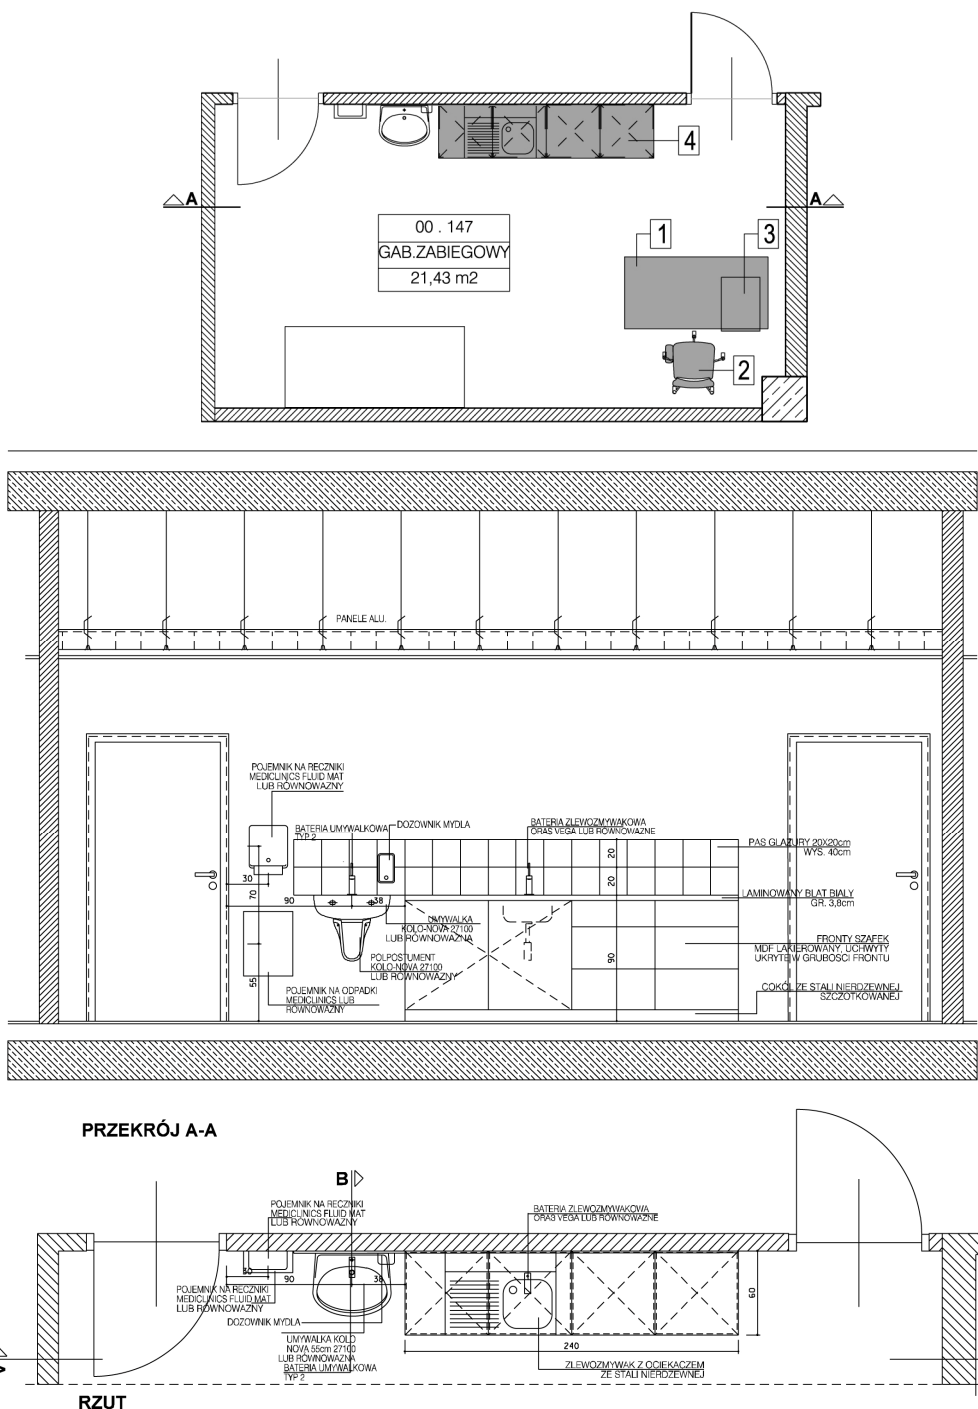 4
A
A
00 . 147
GAB.ZABIEGOWY
21,43 m2
1
3
2
PANELE ALU.
POJEMNIK NA RECZNIKI
MEDICLINICS FLUID MAT
LUB RÓWNOWAZNY
BATERIA UMYWALKOWA
TYP 2
DOZOWNIK MYDLA
BATERIA ZLEWOZMYWAKOWA
ORAS VEGA LUB RÓWNOWAZNE
PAS GLAZURY 20X20cm
WYS. 40cm
20
20
30
70
90
38
LAMINOWANY BLAT BIALY
GR. 3,8cm
UMYWALKA
KOLO-NOVA 27100
LUB RÓWNOWAZNA
FRONTY SZAFEK
MDF LAKIEROWANY, UCHWYTY
UKRYTE W GRUBOSCI FRONTU
POLPOSTUMENT
KOLO-NOVA 27100
LUB RÓWNOWAZNY
90
55
POJEMNIK NA ODPADKI
MEDICLINICS LUB
RÓWNOWAZNY
COKÓL ZE STALI NIERDZEWNEJ
SZCZOTKOWANEJ
PRZEKRÓJ A-A
B
POJEMNIK NA RECZNIKI
MEDICLINICS FLUID MAT
LUB RÓWNOWAZNY
BATERIA ZLEWOZMYWAKOWA
ORAS VEGA LUB RÓWNOWAZNE
30
90
38
60
POJEMNIK NA RECZNIKI
MEDICLINICS FLUID MAT
LUB RÓWNOWAZNY
DOZOWNIK MYDLA
UMYWALKA KOLO
NOVA 55cm 27100
LUB RÓWNOWAZNA
BATERIA UMYWALKOWA
TYP 2
240
ZLEWOZMYWAK Z OCIEKACZEM
ZE STALI NIERDZEWNEJ
RZUT